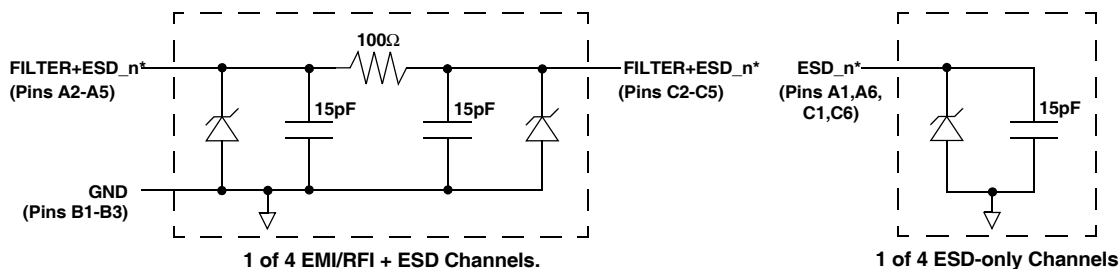 100Ω
FILTER+ESD_n*
(Pins A2-A5)
15pF
15pF
FILTER+ESD_n*
(Pins C2-C5)
GND
(Pins B1-B3)
1 of 4 EMI/RFI + ESD Channels.
ESD_n*
(Pins A1,A6,
C1,C6)
15pF
1 of 4 ESD-only Channels